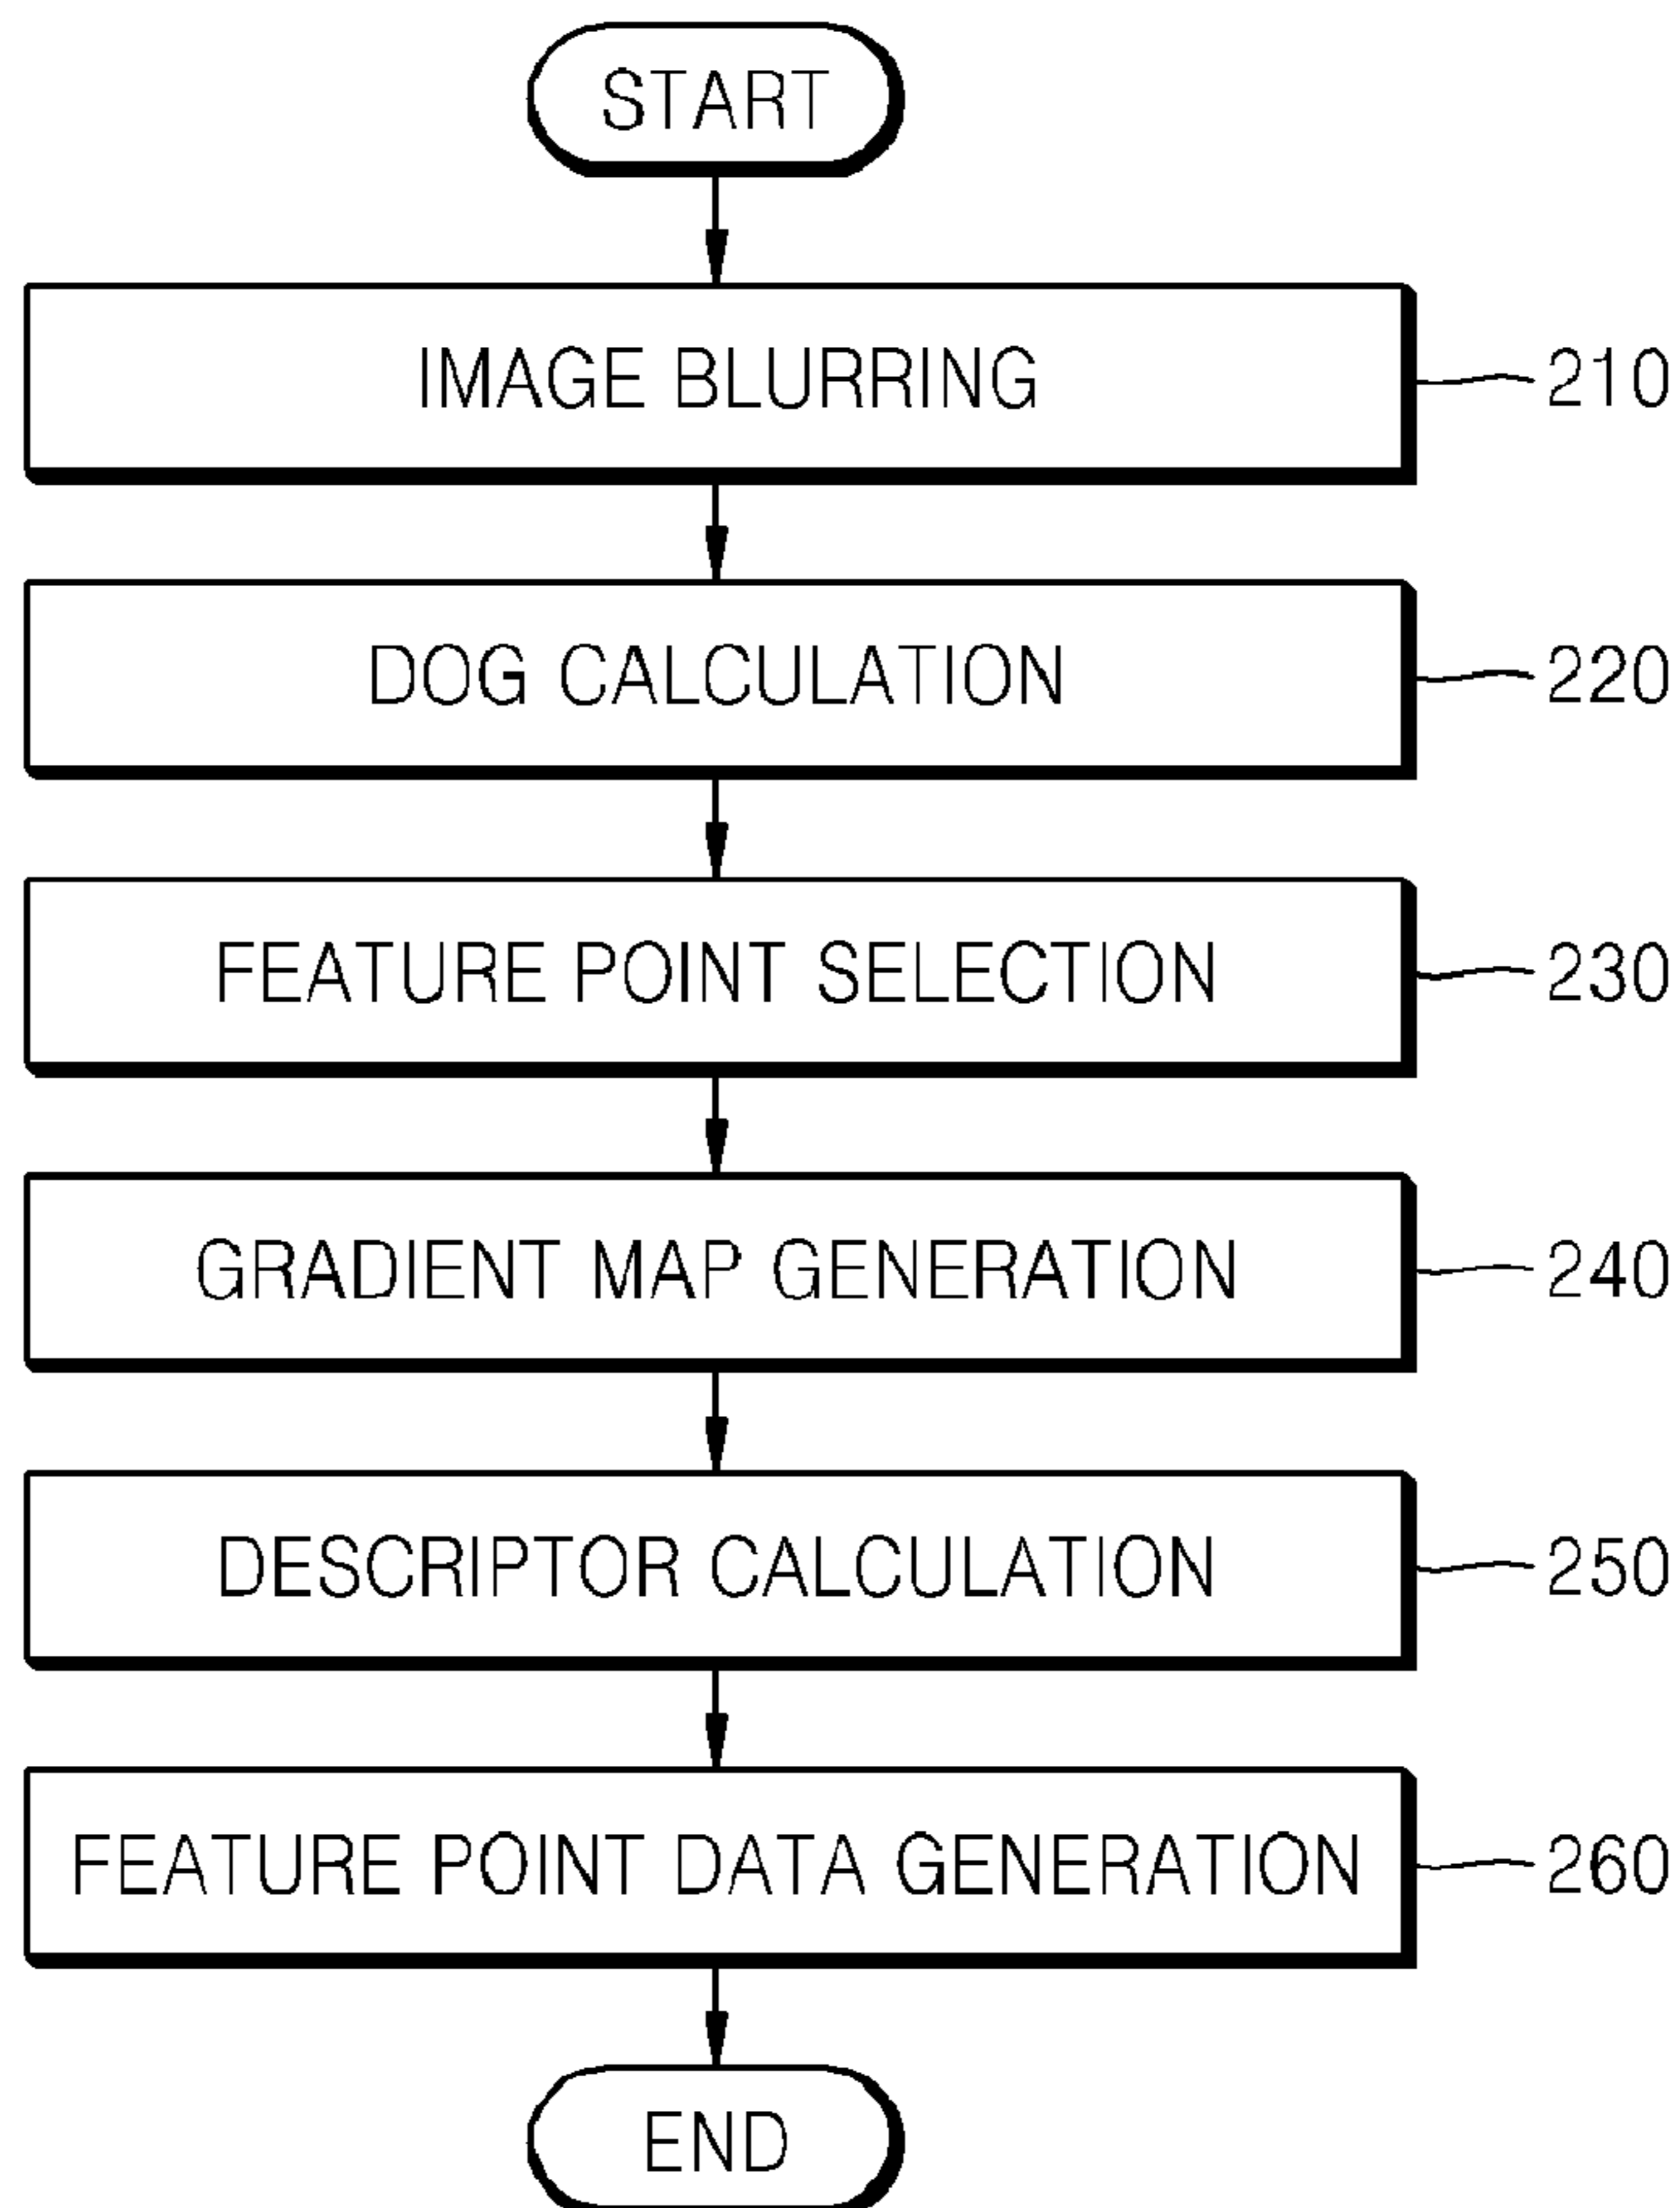 START
IMAGE BLURRING
210
DOG CALCULATION
220
FEATURE POINT SELECTION
230
GRADIENT MAP GENERATION
240
DESCRIPTOR CALCULATION
250
FEATURE POINT DATA GENERATION
260
END